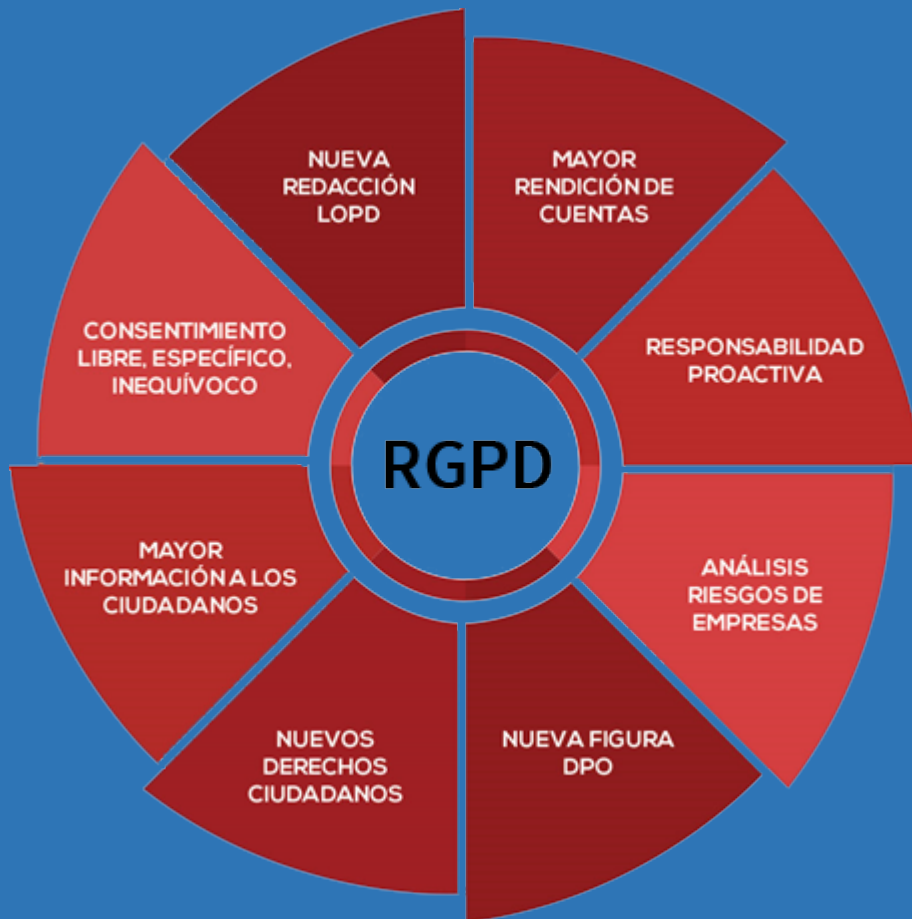 NUEVA
REDACCIÓN
LOPD
MAYOR
RENDICIÓN DE
CUENTAS
CONSENTIMIENTO
LIBRE, ESPECÍFICO,
INEQUÍVOCO
RESPONSABILIDAD
PROACTIVA
RGPD
MAYOR
INFORMACIÓN A LOS
CIUDADANOS
ANÁLISIS
RIESGOS DE
EMPRESAS
NUEVOS
DERECHOS
CIUDADANOS
NUEVA FIGURA
DPO